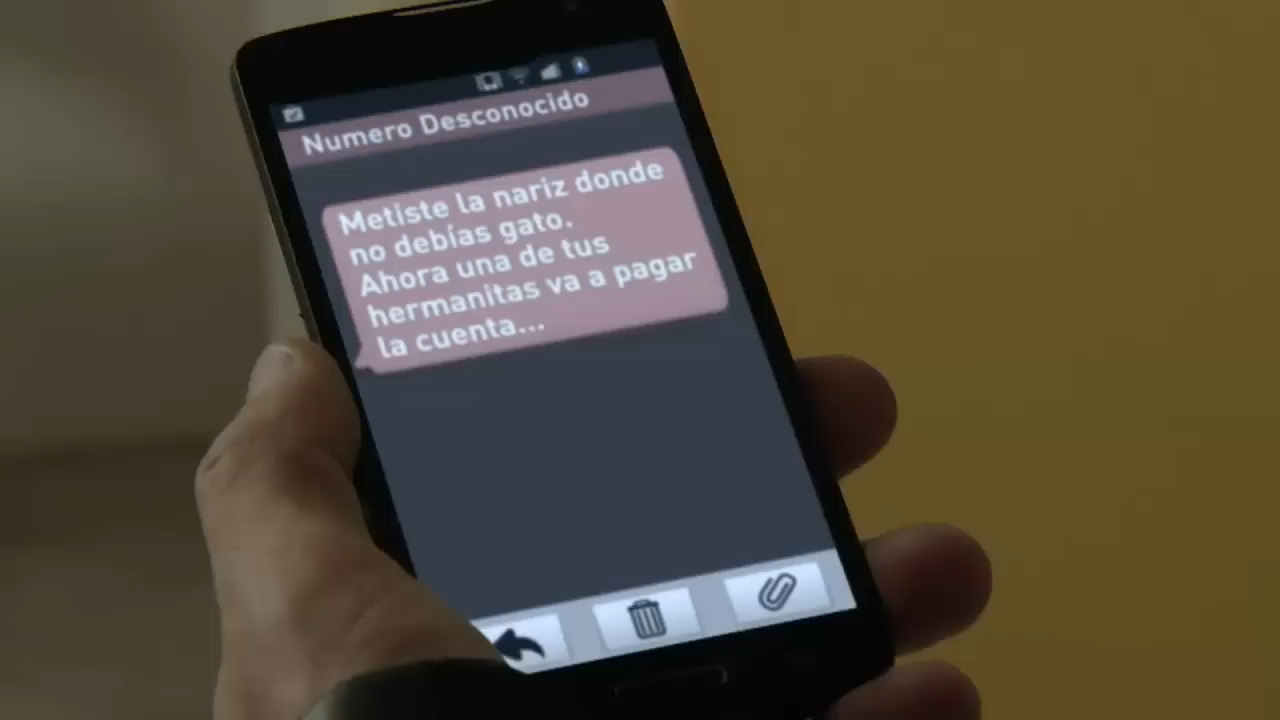 Numero Desconocido
Metiste la nariz donde
no debías gato.
Ahora una de tus
hermanitas va a pagar
la cuenta...